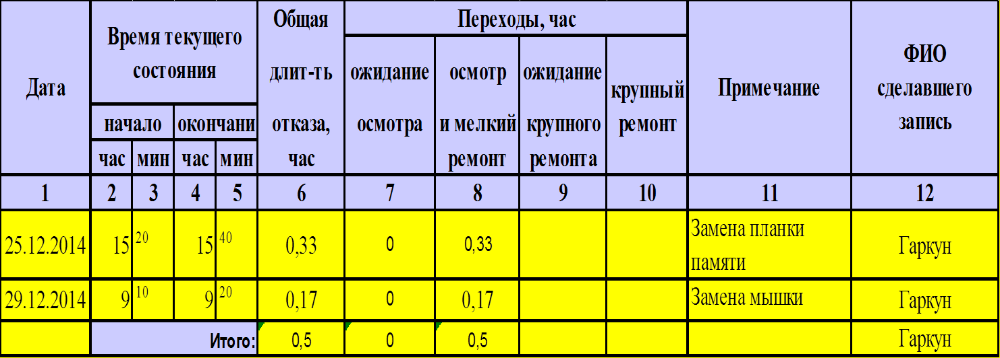 Дата
Время текущего
состояния
начало
окончани
час
мин
час
мин
Общая
длит-ть
отказа,
час
Переходы, час
ожидание
осмотра
осмотр
и мелкий
ремонт
ожидание
крупного
ремонта
крупный
ремонт
Примечание
ФИО
сделавшего
запись
1 2 3 4 5 6 7 8 9 10 11 12
25.12.2014 15 20 15 40 0,33 0 0,33 Замена планки
памяти
Гаркун
29.12.2014 9 10 9 20 0,17 0 0,17 Замена мышки Гаркун
Итого: 0,5 0 0,5 Гаркун